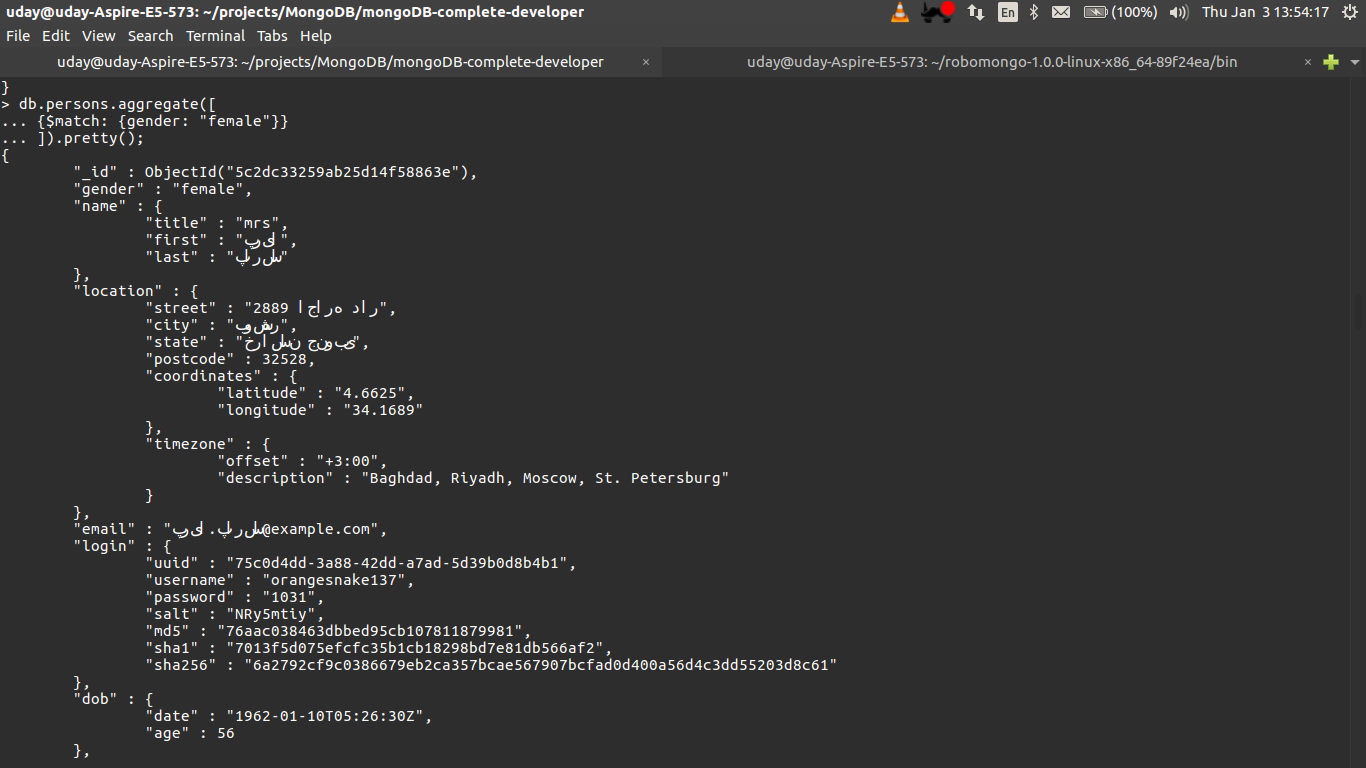 uday@uday-Aspire-E5-573: ~/projects/MongoDB/mongoDB-complete-developer En (100%) Thu Jan 3 13:54:17
File Edit View Search Terminal Tabs Help
uday@uday-Aspire-E5-573: ~/projects/MongoDB/mongoDB-complete-developer × uday@uday-Aspire-E5-573: ~/robomongo-1.0.0-linux-x86_64-89f24ea/bin ×
}
> db.persons.aggregate([
... {$match: {gender: "female"}}
... ]).pretty();
{
"_id" : ObjectId("5c2dc33259ab25d14f58863e"),
"gender" : "female",
"name" : {
"title" : "mrs",
"first" : "پریا",
"last" : "پارسا"
},
"location" : {
"street" : "2889 اجاره دار",
"city" : "بوشهر",
"state" : "خراسان جنوبی",
"postcode" : 32528,
"coordinates" : {
"latitude" : "4.6625",
"longitude" : "34.1689"
},
"timezone" : {
"offset" : "+3:00",
"description" : "Baghdad, Riyadh, Moscow, St. Petersburg"
}
},
"email" : "پریا.پارسا@example.com",
"login" : {
"uuid" : "75c0d4dd-3a88-42dd-a7ad-5d39b0d8b4b1",
"username" : "orangesnake137",
"password" : "1031",
"salt" : "NRy5mtiy",
"md5" : "76aac038463dbbed95cb107811879981",
"sha1" : "7013f5d075efcfc35b1cb18298bd7e81db566af2",
"sha256" : "6a2792cf9c0386679eb2ca357bcae567907bcfad0d400a56d4c3dd55203d8c61"
},
"dob" : {
"date" : "1962-01-10T05:26:30Z",
"age" : 56
},